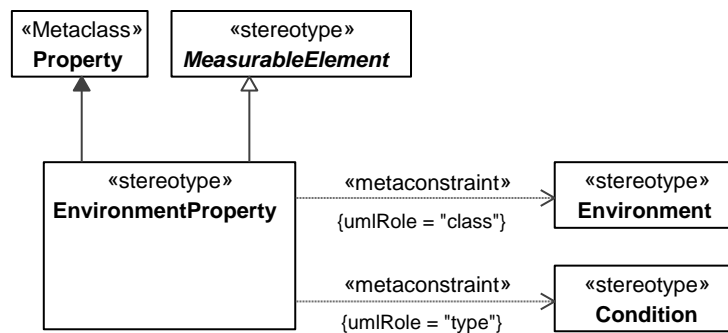 «Metaclass»
Property
«stereotype»
MeasurableElement
«stereotype»
EnvironmentProperty
«metaconstraint»
{umlRole = "class"}
«stereotype»
Environment
«metaconstraint»
{umlRole = "type"}
«stereotype»
Condition